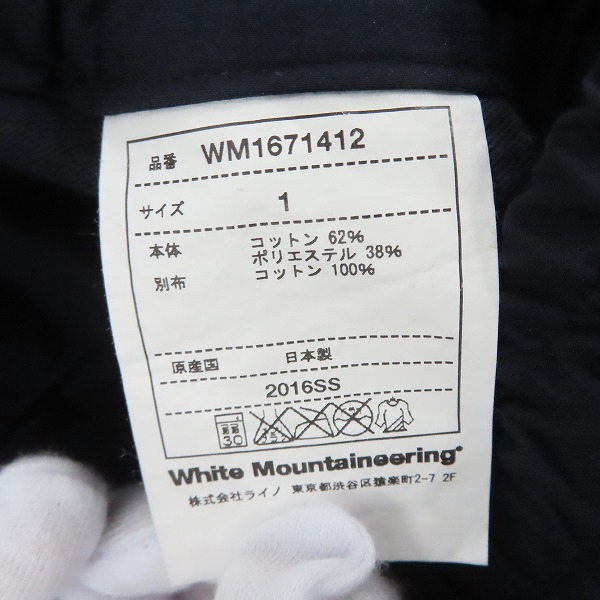 品番 WM1671412
サイズ 1
本体 コットン 62%
ポリエステル 38%
別布 コットン 100%
原産国 日本製
2016SS
30
White Mountaineering®
株式会社ライノ 東京都渋谷区猿楽町2-7 2F